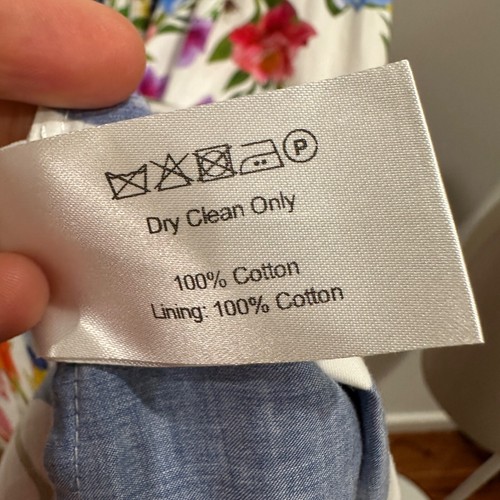 P
Dry Clean Only
100% Cotton
Lining: 100% Cotton